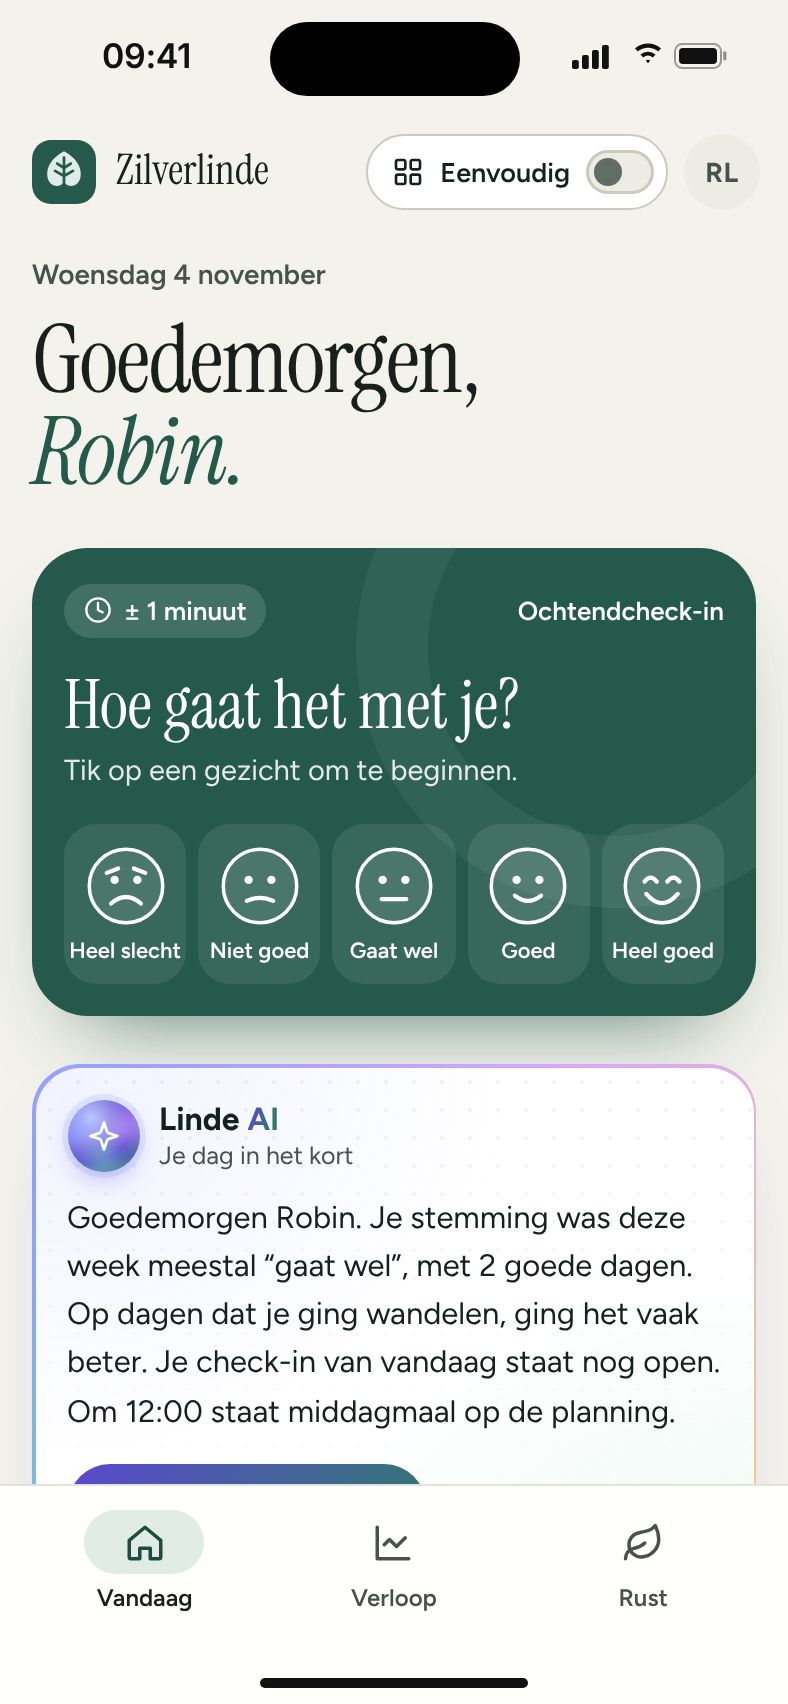 09:41
Zilverlinde
Eenvoudig
RL
Woensdag 4 november
Goedemorgen,
Robin.
± 1 minuut
Ochtendcheck-in
Hoe gaat het met je?
Tik op een gezicht om te beginnen.
Heel slecht
Niet goed
Gaat wel
Goed
Heel goed
Linde AI
Je dag in het kort
Goedemorgen Robin. Je stemming was deze
week meestal “gaat wel”, met 2 goede dagen.
Op dagen dat je ging wandelen, ging het vaak
beter. Je check-in van vandaag staat nog open.
Om 12:00 staat middagmaal op de planning.
Vandaag
Verloop
Rust